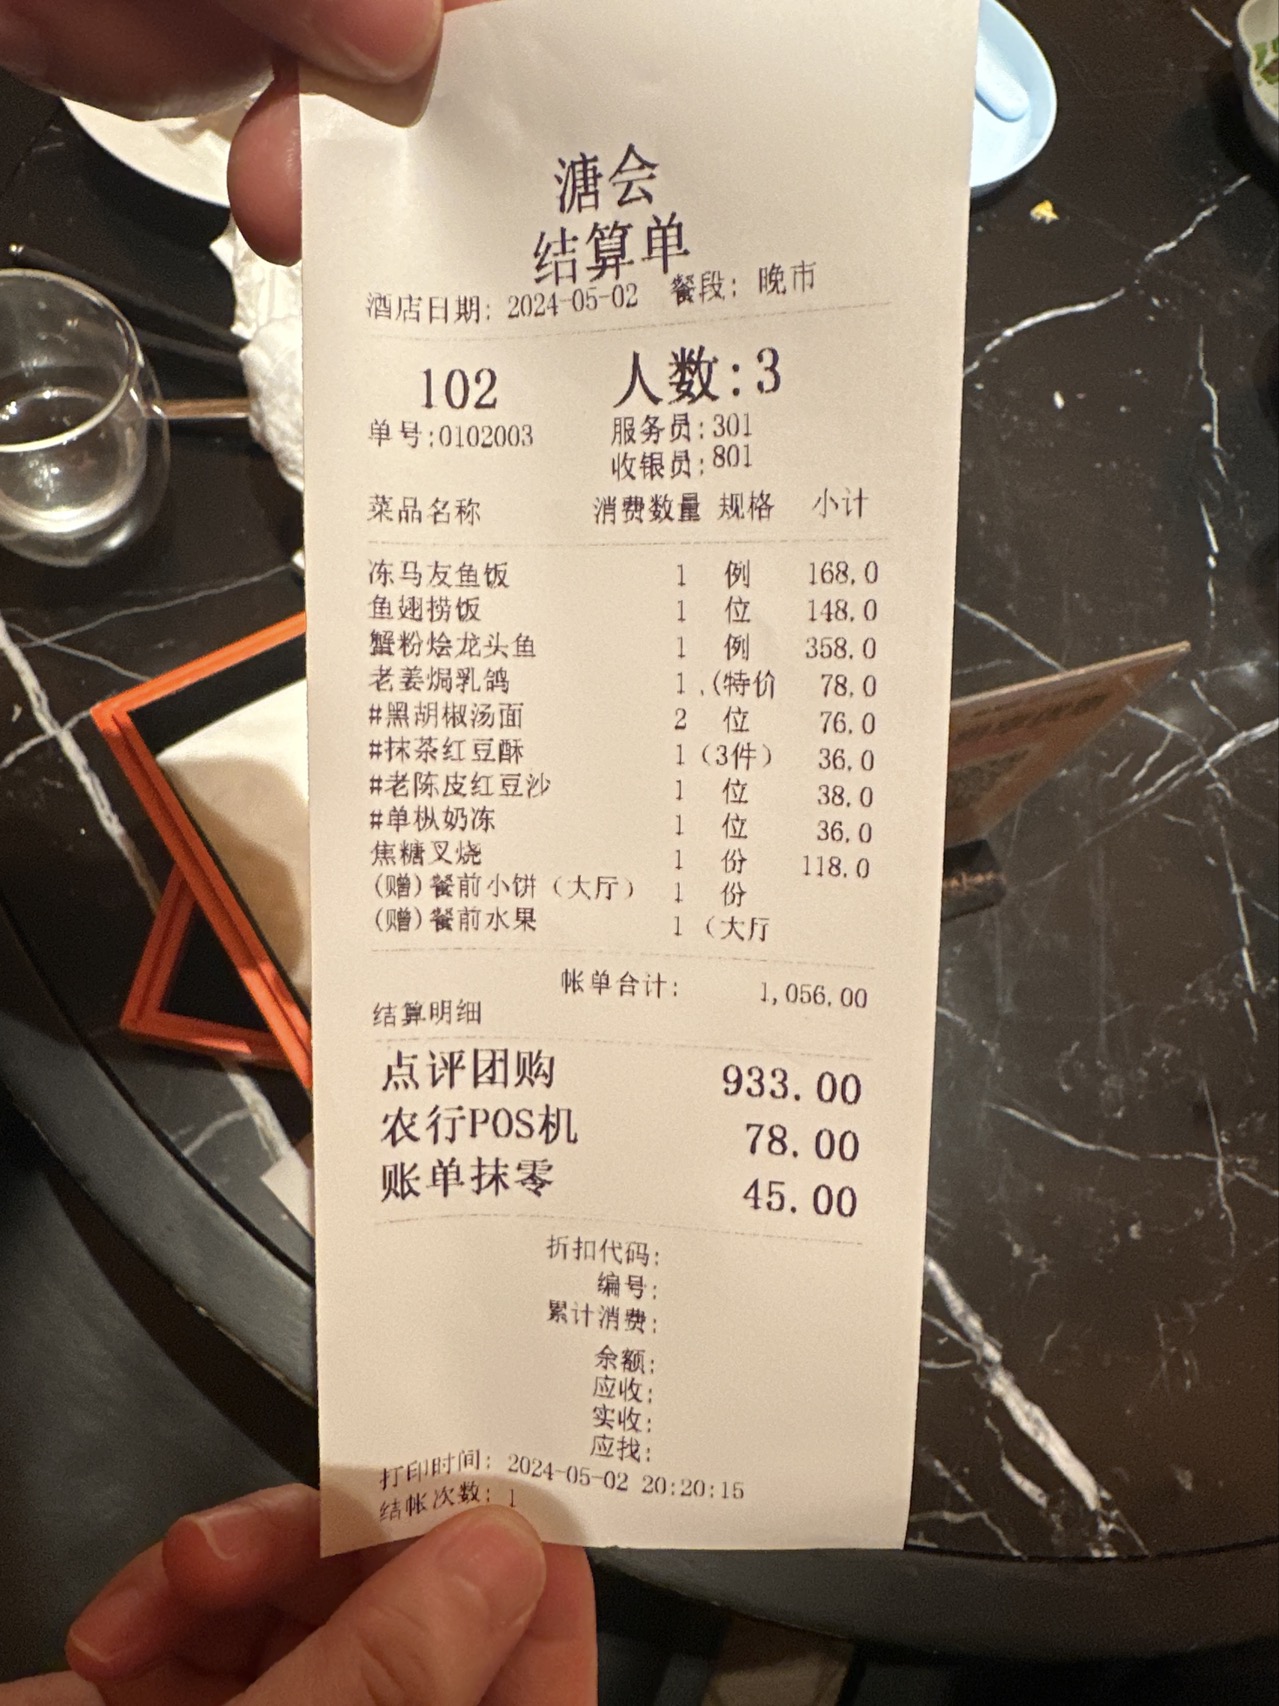 溏会
结算单
酒店日期: 2024-05-02 餐段: 晚市
102 人数:3
单号:0102003 服务员:301
收银员:801
菜品名称 消费数量 规格 小计
冻马友鱼饭 1 例 168.0
鱼翅捞饭 1 位 148.0
蟹粉烩龙头鱼 1 例 358.0
老姜焗乳鸽 1 .(特价 78.0
#黑胡椒汤面 2 位 76.0
#抹茶红豆酥 1 (3件) 36.0
#老陈皮红豆沙 1 位 38.0
#单枞奶冻 1 位 36.0
焦糖叉烧 1 份 118.0
(赠)餐前小饼(大厅) 1 份
(赠)餐前水果 1 (大厅
帐单合计: 1,056.00
结算明细
点评团购 933.00
农行POS机 78.00
账单抹零 45.00
折扣代码:
编号:
累计消费:
余额:
应收:
实收:
应找:
打印时间: 2024-05-02 20:20:15
结帐次数: 1